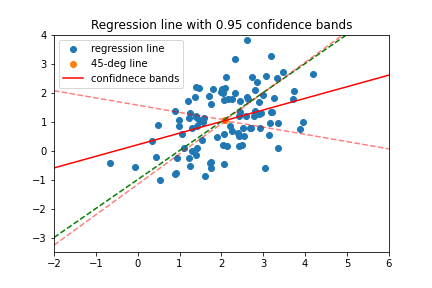 Regression line with 0.95 confidence bands
regression line
45-deg line
confidnece bands
4
3
2
1
0
−1
−2
−3
−2 −1 0 1 2 3 4 5 6